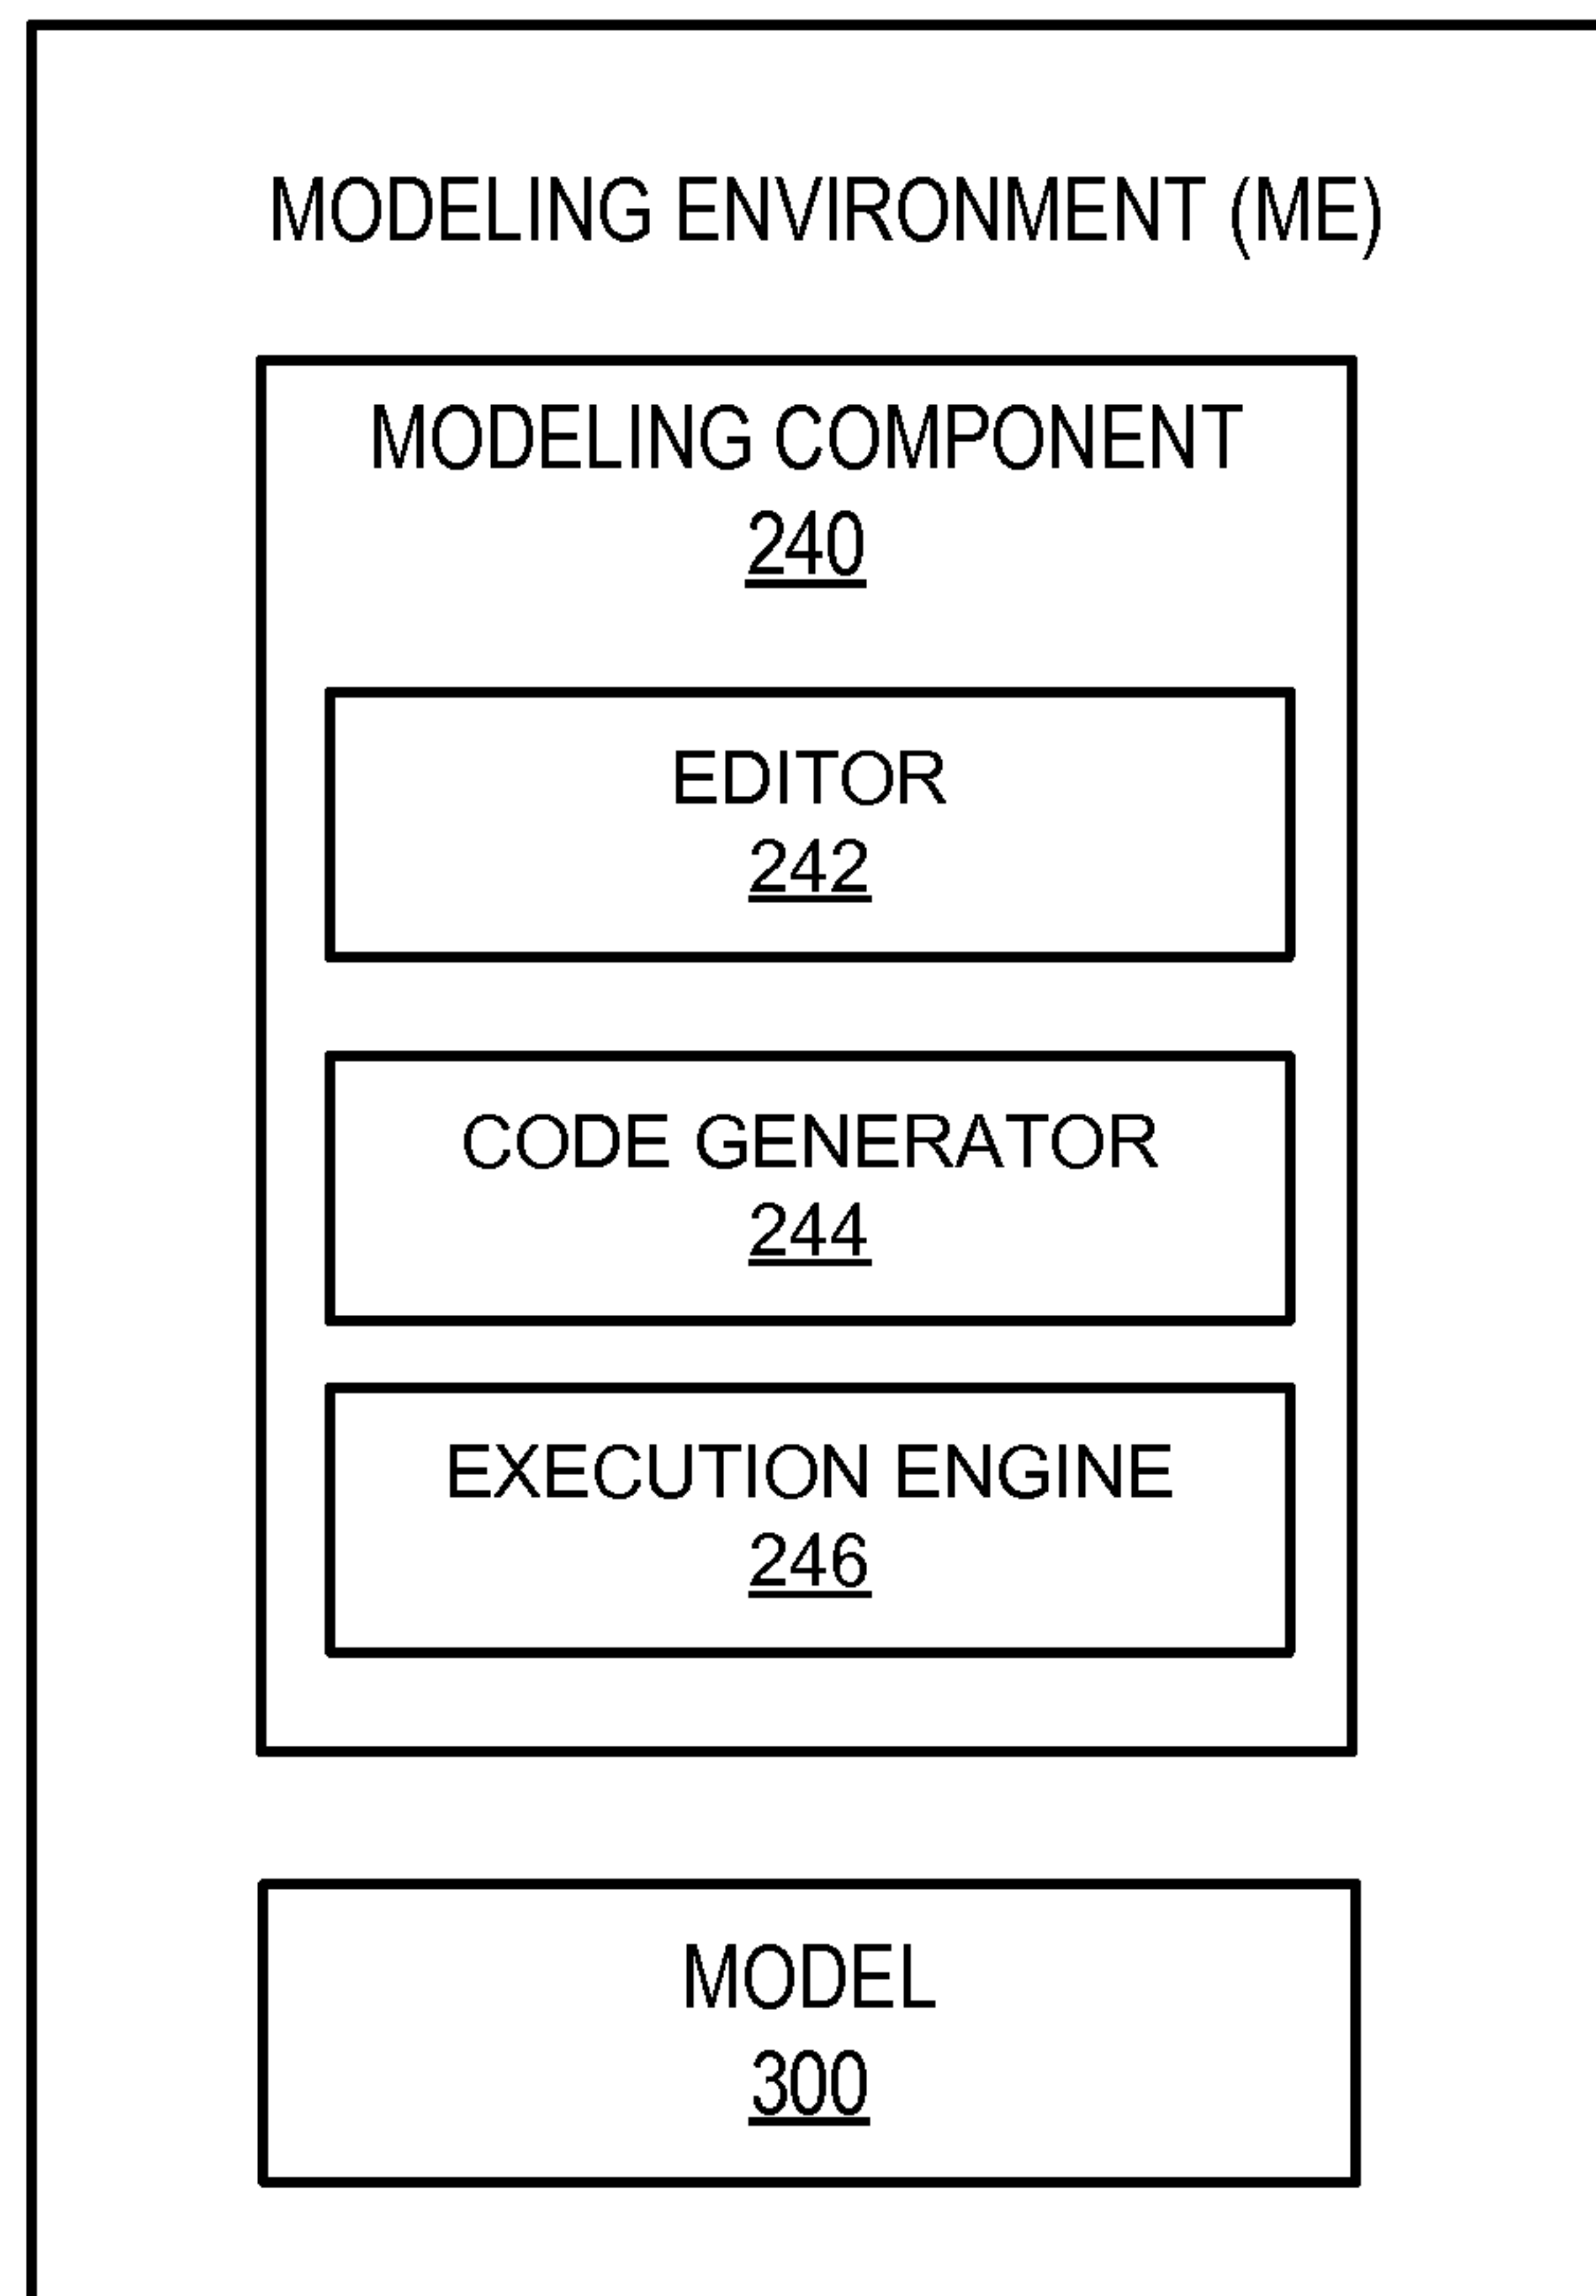 MODELING ENVIRONMENT (ME)
MODELING COMPONENT
240
EDITOR
242
CODE GENERATOR
244
EXECUTION ENGINE
246
MODEL
300